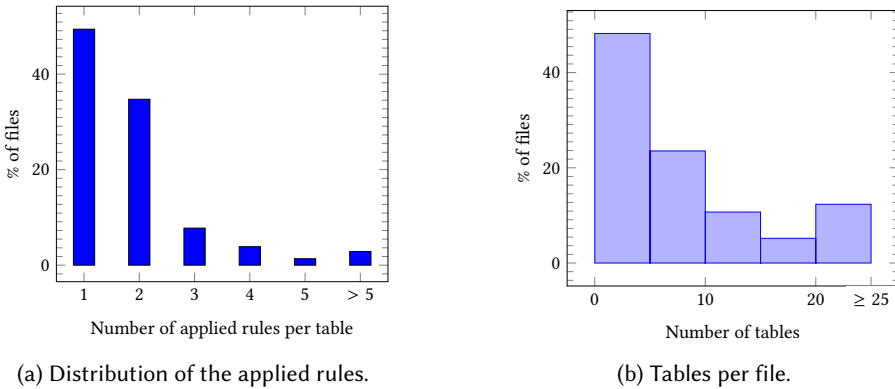 40
20
0
% of files
1 2 3 4 5 > 5
Number of applied rules per table
(a) Distribution of the applied rules.
40
20
0
% of files
0 10 20 ≥ 25
Number of tables
(b) Tables per file.